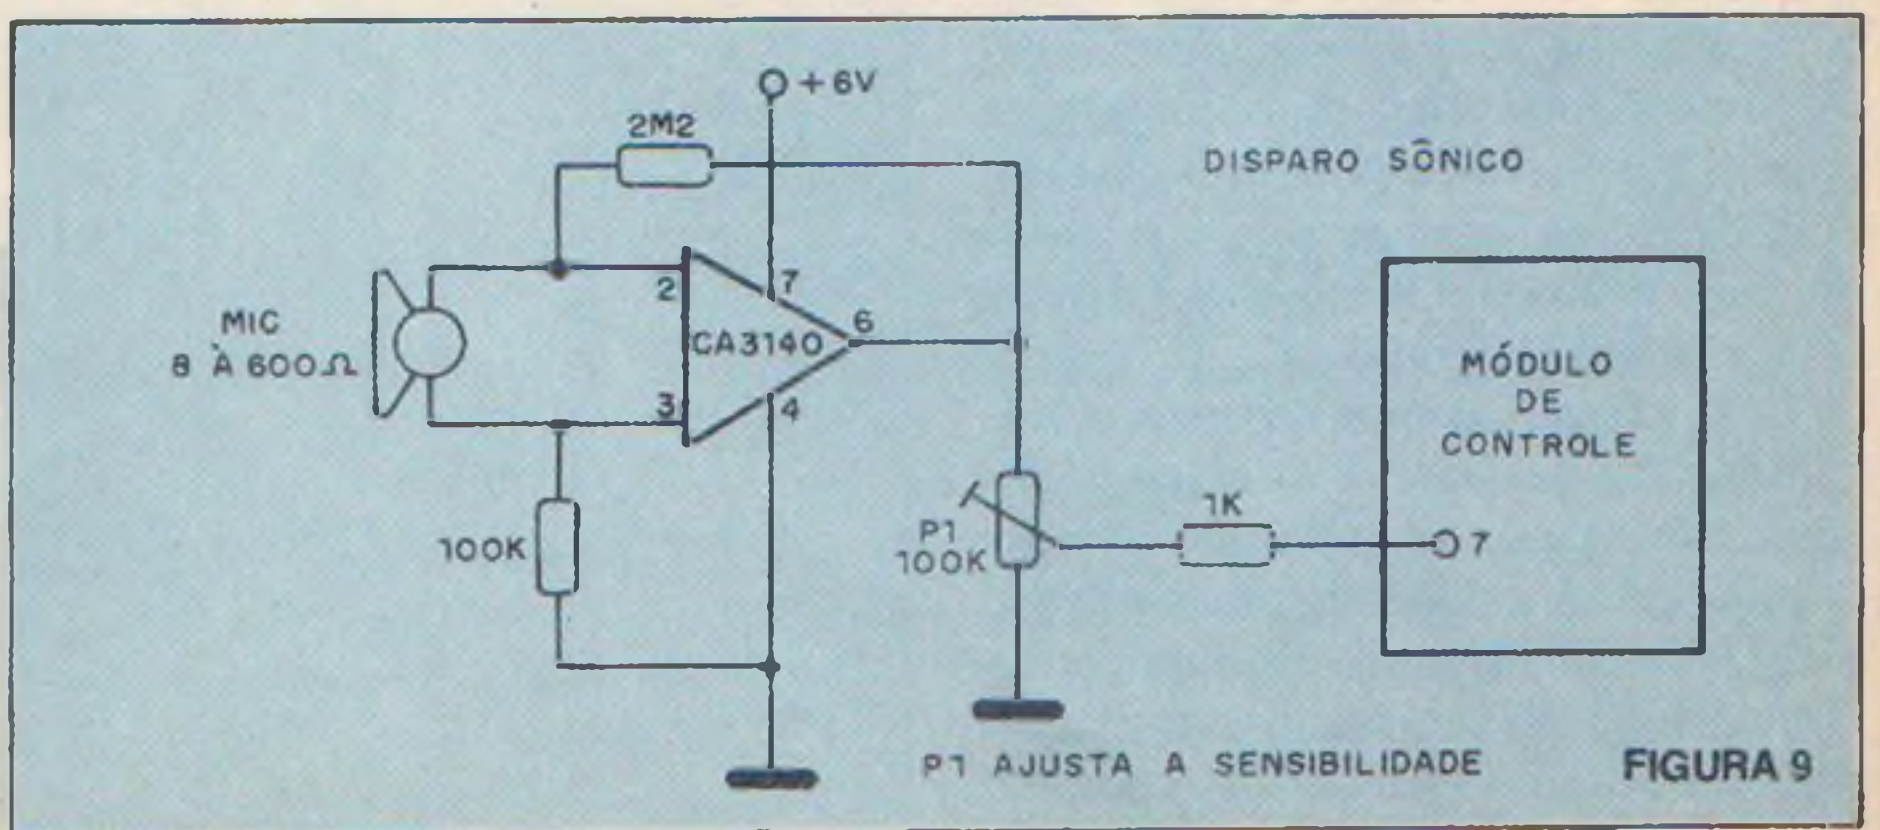 +6V
2M2
DISPARO SÔNICO
2
7
MIC
8 À 600Ω
CA3140
6
3
4
MÓDULO
DE
CONTROLE
100K
P1
100K
1K
7
P1 AJUSTA A SENSIBILIDADE
FIGURA 9